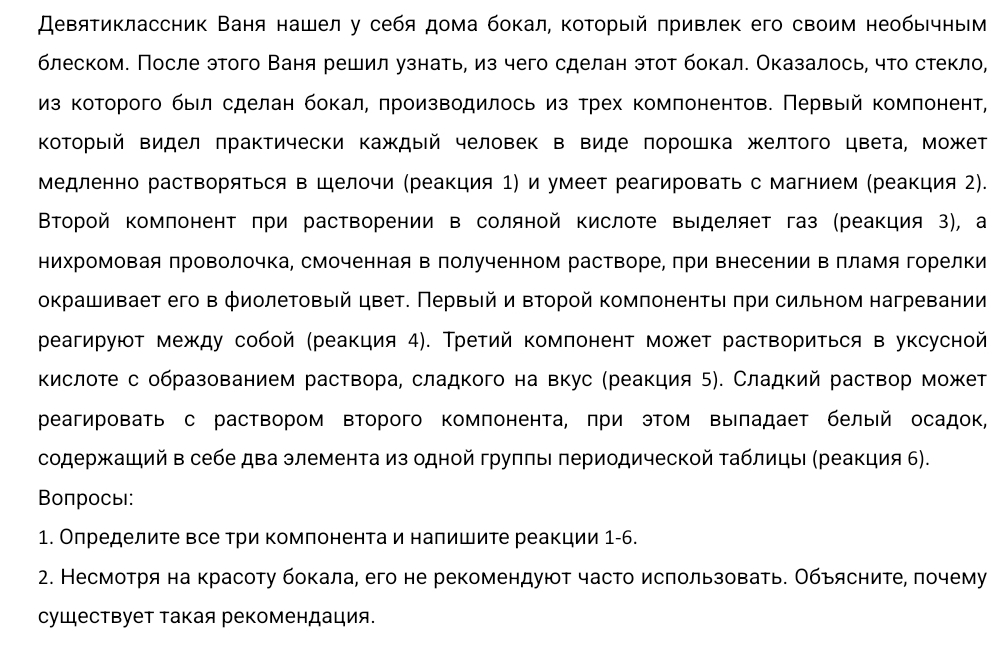 Девятиклассник Ваня нашел у себя дома бокал, который привлек его своим необычным
блеском. После этого Ваня решил узнать, из чего сделан этот бокал. Оказалось, что стекло,
из которого был сделан бокал, производилось из трех компонентов. Первый компонент,
который видел практически каждый человек в виде порошка желтого цвета, может
медленно растворяться в щелочи (реакция 1) и умеет реагировать с магнием (реакция 2).
Второй компонент при растворении в соляной кислоте выделяет газ (реакция 3), а
нихромовая проволочка, смоченная в полученном растворе, при внесении в пламя горелки
окрашивает его в фиолетовый цвет. Первый и второй компоненты при сильном нагревании
реагируют между собой (реакция 4). Третий компонент может раствориться в уксусной
кислоте с образованием раствора, сладкого на вкус (реакция 5). Сладкий раствор может
реагировать с раствором второго компонента, при этом выпадает белый осадок,
содержащий в себе два элемента из одной группы периодической таблицы (реакция 6).
Вопросы:
1. Определите все три компонента и напишите реакции 1-6.
2. Несмотря на красоту бокала, его не рекомендуют часто использовать. Объясните, почему
существует такая рекомендация.